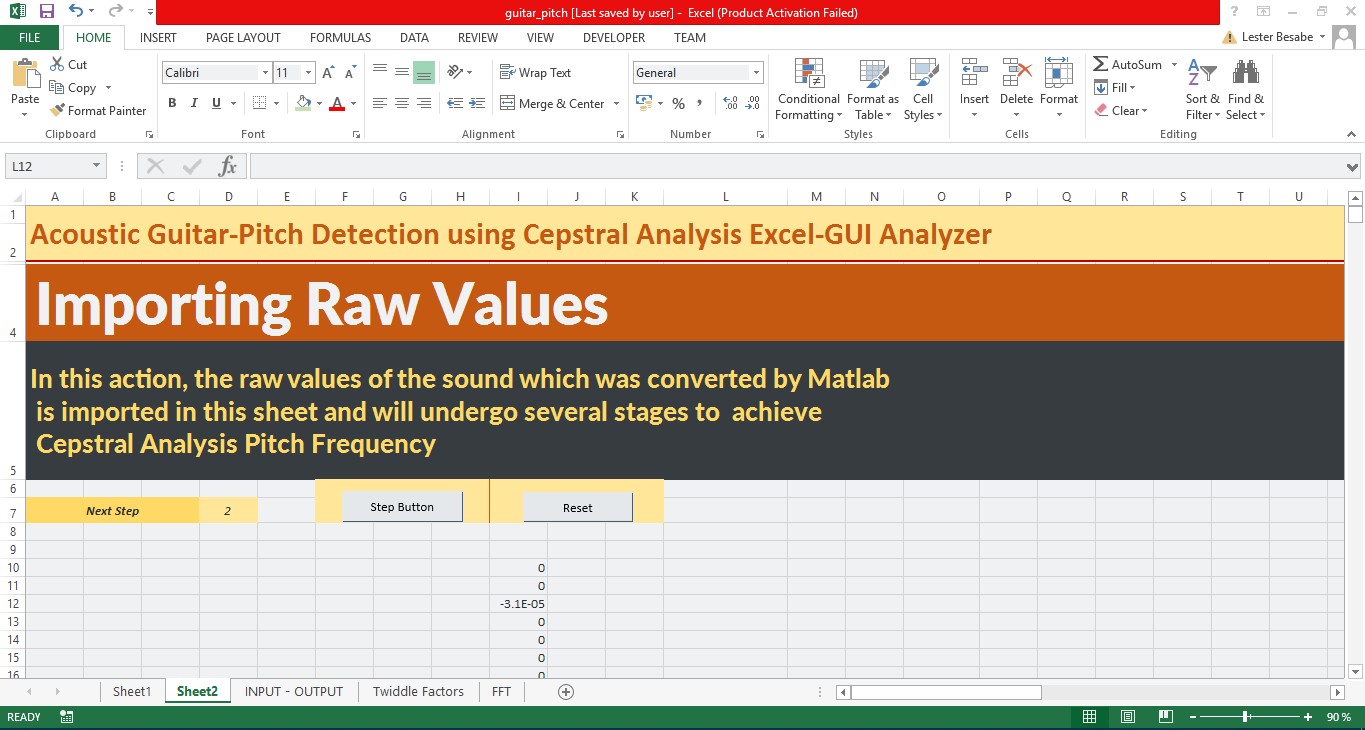 guitar_pitch [Last saved by user] - Excel (Product Activation Failed)
FILE HOME INSERT PAGE LAYOUT FORMULAS DATA REVIEW VIEW DEVELOPER TEAM Lester Besabe
Paste
Cut
Copy
Format Painter
Clipboard
Calibri 11
B I U
Font
Wrap Text
Merge & Center
Alignment
General
%
Number
Conditional Formatting
Format as Table
Cell Styles
Styles
Insert
Delete
Format
Cells
AutoSum
Fill
Clear
Sort & Filter
Find & Select
Editing
L12 fx
A B C D E F G H I J K L M N O P Q R S T U
1
Acoustic Guitar-Pitch Detection using Cepstral Analysis Excel-GUI Analyzer
2
Importing Raw Values
4
In this action, the raw values of the sound which was converted by Matlab
is imported in this sheet and will undergo several stages to achieve
Cepstral Analysis Pitch Frequency
5
6
7 Next Step 2 Step Button Reset
8
9
10 0
11 0
12 -3.1E-05
13 0
14 0
15 0
16 0
Sheet1 Sheet2 INPUT - OUTPUT Twiddle Factors FFT
READY 90%